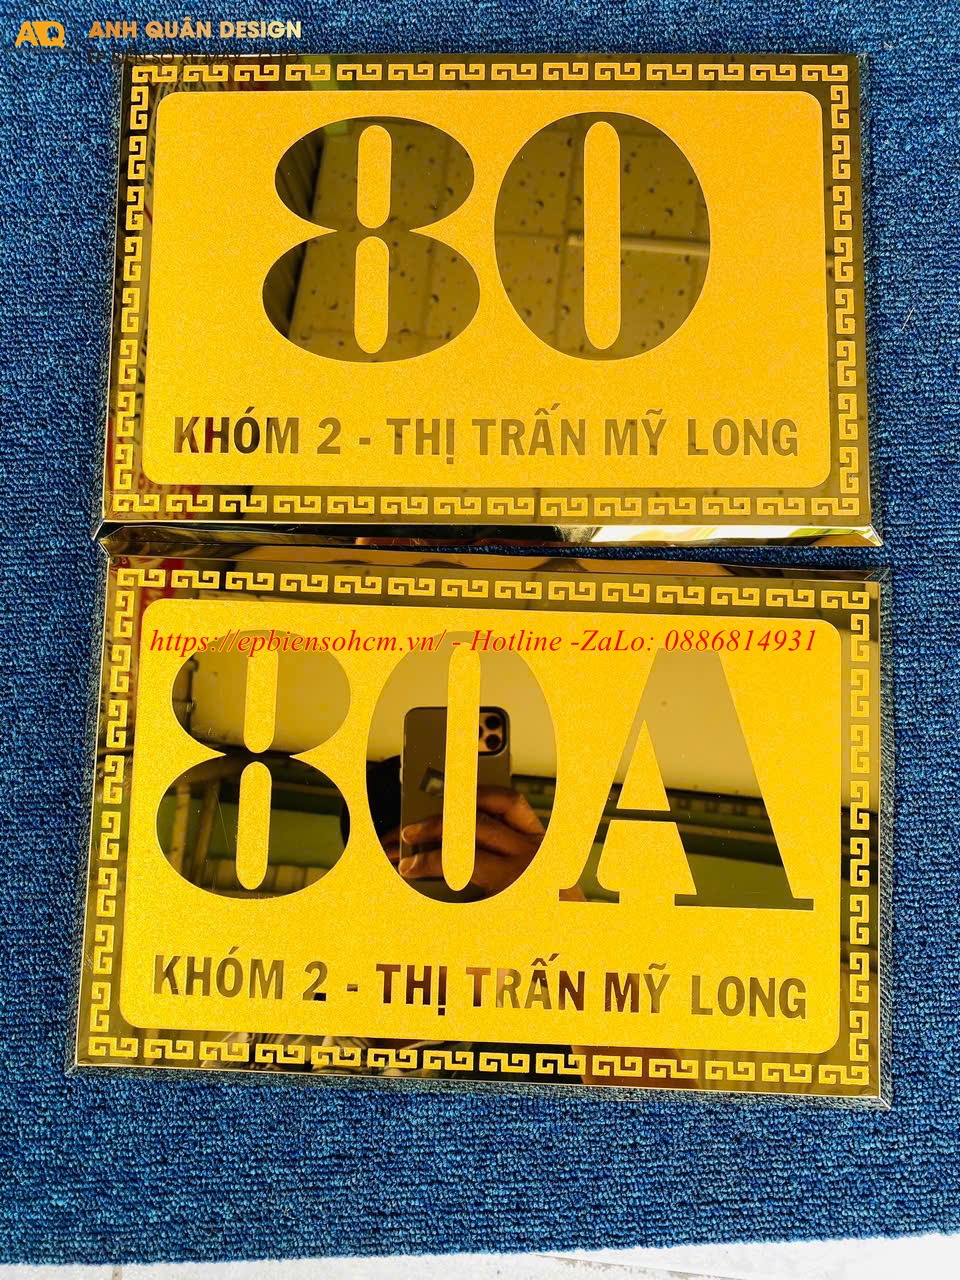 ANH QUÂN DESIGN
80
KHÓM 2 - THỊ TRẤN MỸ LONG
https://epbiensohcm.vn/ - Hotline -ZaLo: 0886814931
80A
KHÓM 2 - THỊ TRẤN MỸ LONG